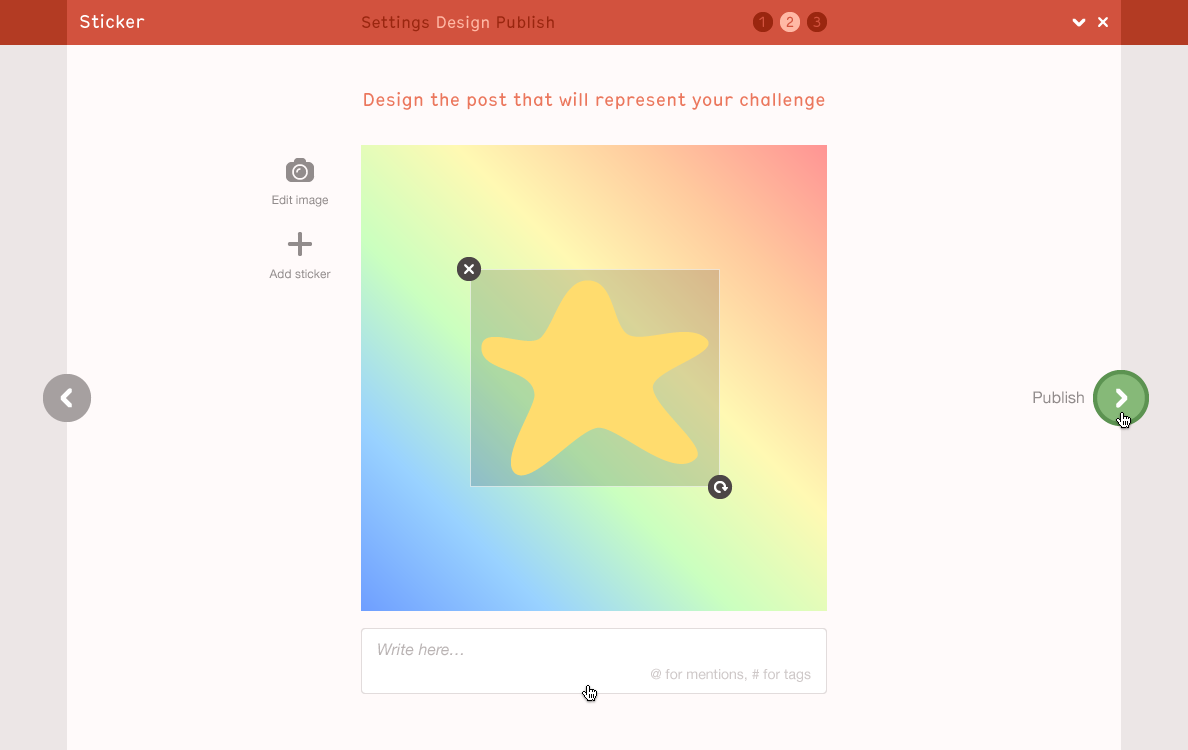 Sticker
Settings Design Publish
1 2 3
Design the post that will represent your challenge
Edit image
Add sticker
Publish
Write here…
@ for mentions, # for tags